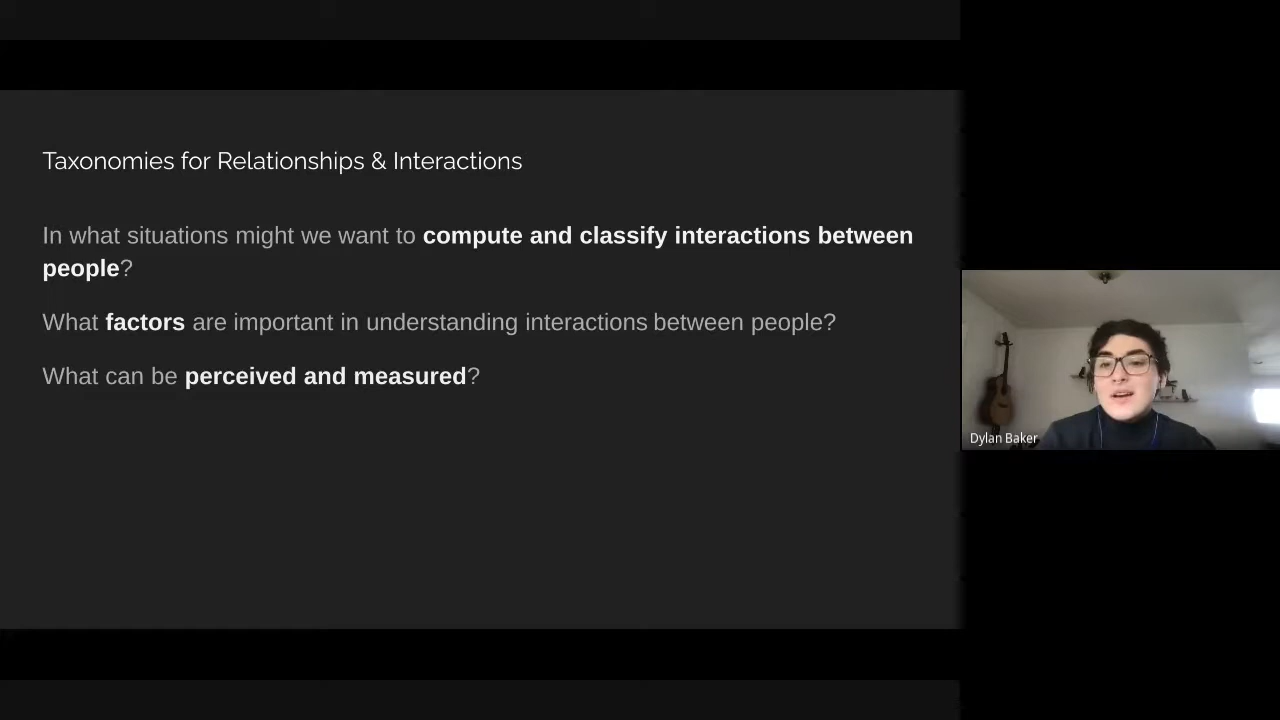 Taxonomies for Relationships & Interactions
In what situations might we want to compute and classify interactions between
people?
What factors are important in understanding interactions between people?
What can be perceived and measured?
Dylan Baker